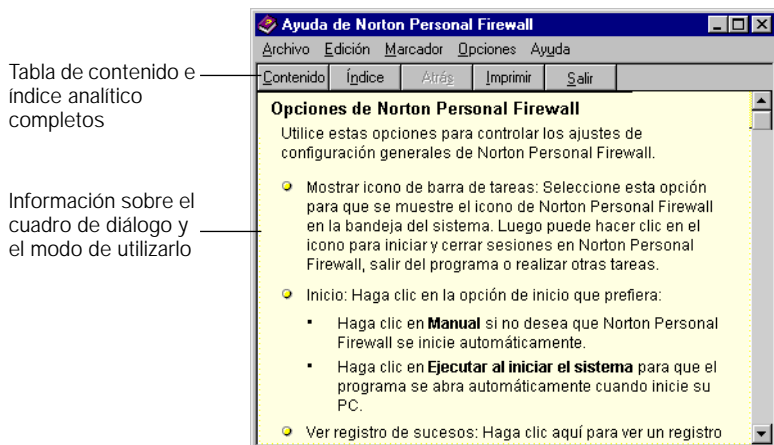 Ayuda de Norton Personal Firewall
Archivo Edición Marcador Opciones Ayuda
Contenido Índice Atrás Imprimir Salir
Tabla de contenido e
índice analítico
completos
Información sobre el
cuadro de diálogo y
el modo de utilizarlo
Opciones de Norton Personal Firewall
Utilice estas opciones para controlar los ajustes de
configuración generales de Norton Personal Firewall.
Mostrar icono de barra de tareas: Seleccione esta opción
para que se muestre el icono de Norton Personal Firewall
en la bandeja del sistema. Luego puede hacer clic en el
icono para iniciar y cerrar sesiones en Norton Personal
Firewall, salir del programa o realizar otras tareas.
Inicio: Haga clic en la opción de inicio que prefiera:
Haga clic en Manual si no desea que Norton Personal
Firewall se inicie automáticamente.
Haga clic en Ejecutar al iniciar el sistema para que el
programa se abra automáticamente cuando inicie su
PC.
Ver registro de sucesos: Haga clic aquí para ver un registro